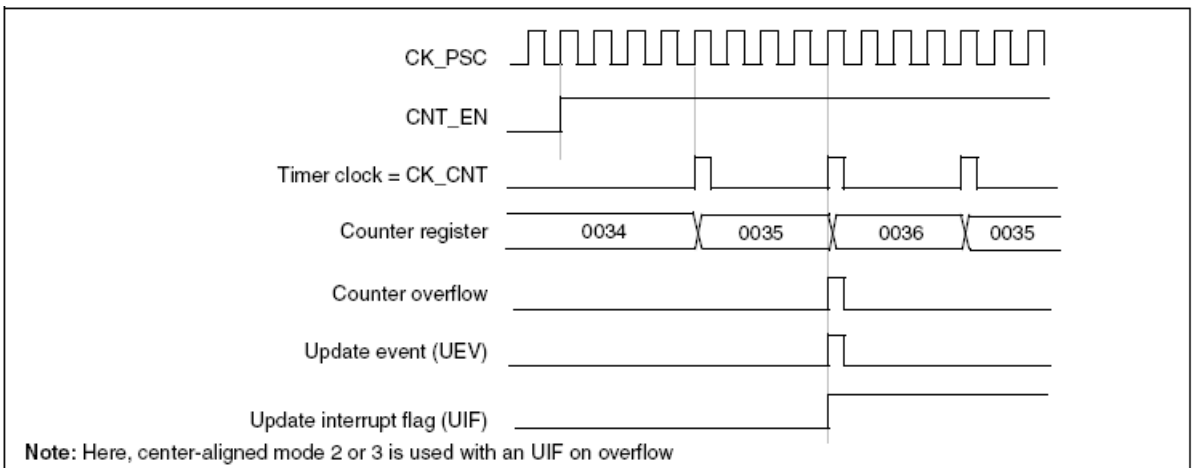 CK_PSC
CNT_EN
Timer clock = CK_CNT
Counter register 0034 0035 0036 0035
Counter overflow
Update event (UEV)
Update interrupt flag (UIF)
Note: Here, center-aligned mode 2 or 3 is used with an UIF on overflow